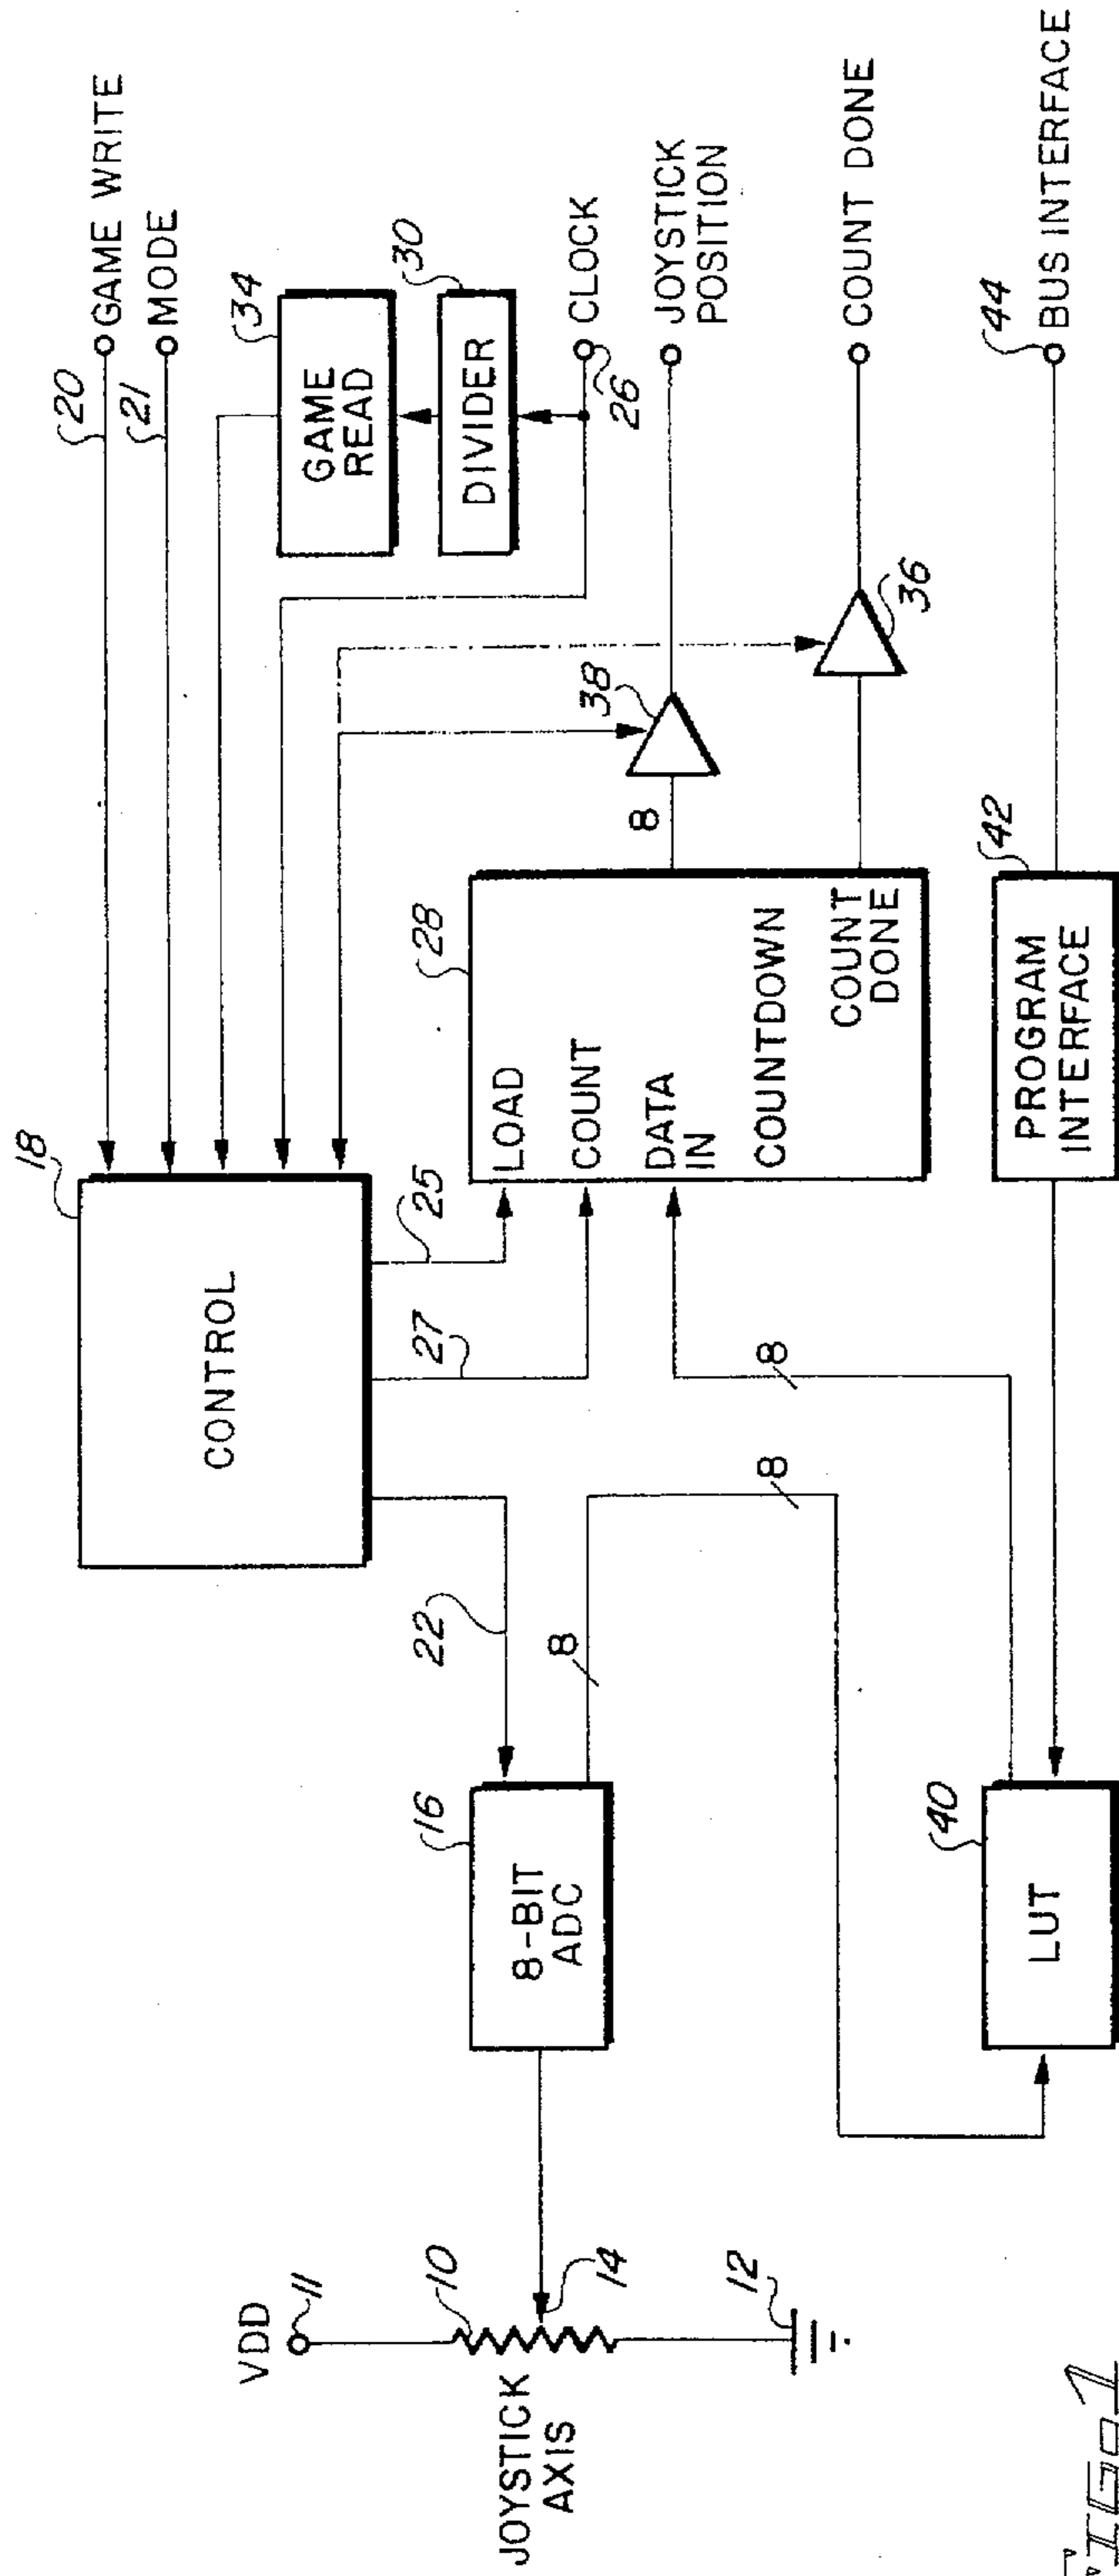 20
GAME WRITE
21
MODE
18
CONTROL
34
GAME
READ
30
DIVIDER
CLOCK
26
22
27
25
VDD
11
10
JOYSTICK
AXIS
14
12
16
8-BIT
ADC
8
8
8
28
LOAD
COUNT
DATA
IN
COUNTDOWN
COUNT
DONE
8
38
JOYSTICK
POSITION
36
COUNT DONE
40
LUT
42
PROGRAM
INTERFACE
44
BUS INTERFACE
FIG.1